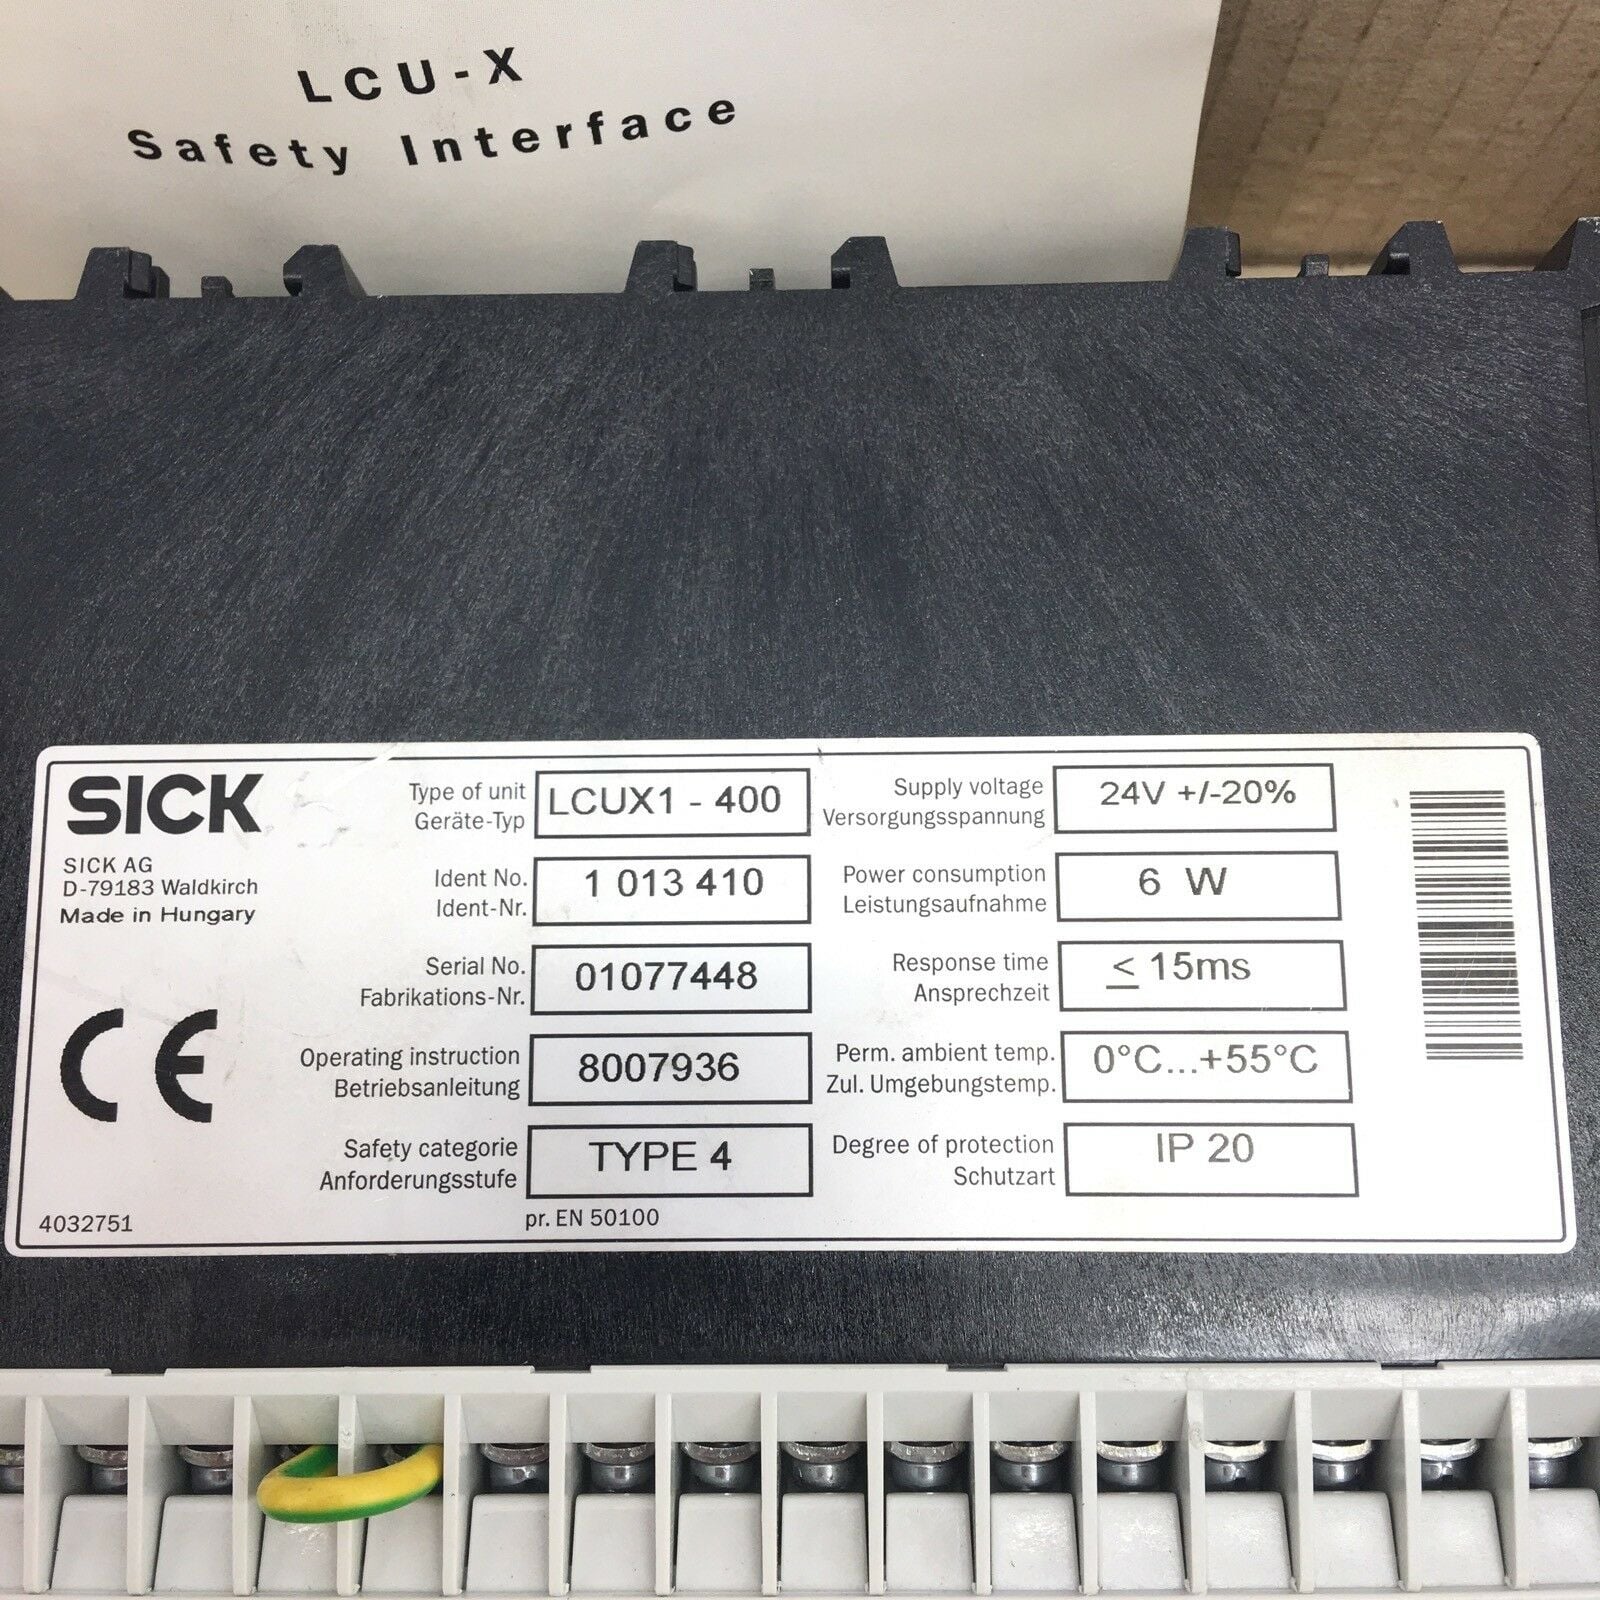 LCU-X
Safety Interface
SICK
SICK AG
D-79183 Waldkirch
Made in Hungary
CE
4032751
Type of unit
Geräte-Typ
LCUX1 - 400
Ident No.
Ident-Nr.
1 013 410
Serial No.
Fabrikations-Nr.
01077448
Operating instruction
Betriebsanleitung
8007936
Safety categorie
Anforderungsstufe
TYPE 4
pr. EN 50100
Supply voltage
Versorgungsspannung
24V +/-20%
Power consumption
Leistungsaufnahme
6 W
Response time
Ansprechzeit
≤ 15ms
Perm. ambient temp.
Zul. Umgebungstemp.
0°C...+55°C
Degree of protection
Schutzart
IP 20